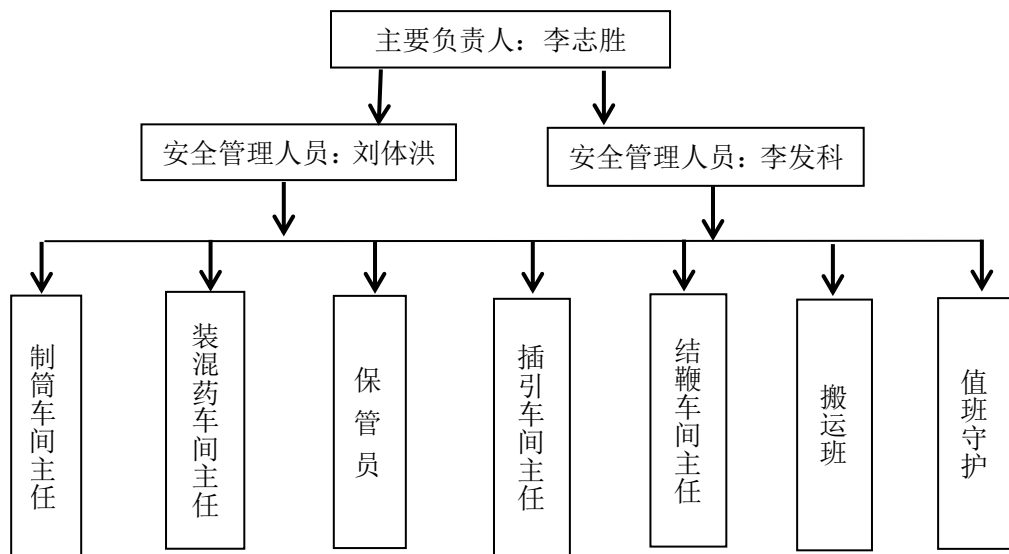 主要负责人：李志胜
安全管理人员：刘体洪
安全管理人员：李发科
制筒车间主任
装混药车间主任
保管员
插引车间主任
结鞭车间主任
搬运班
值班守护